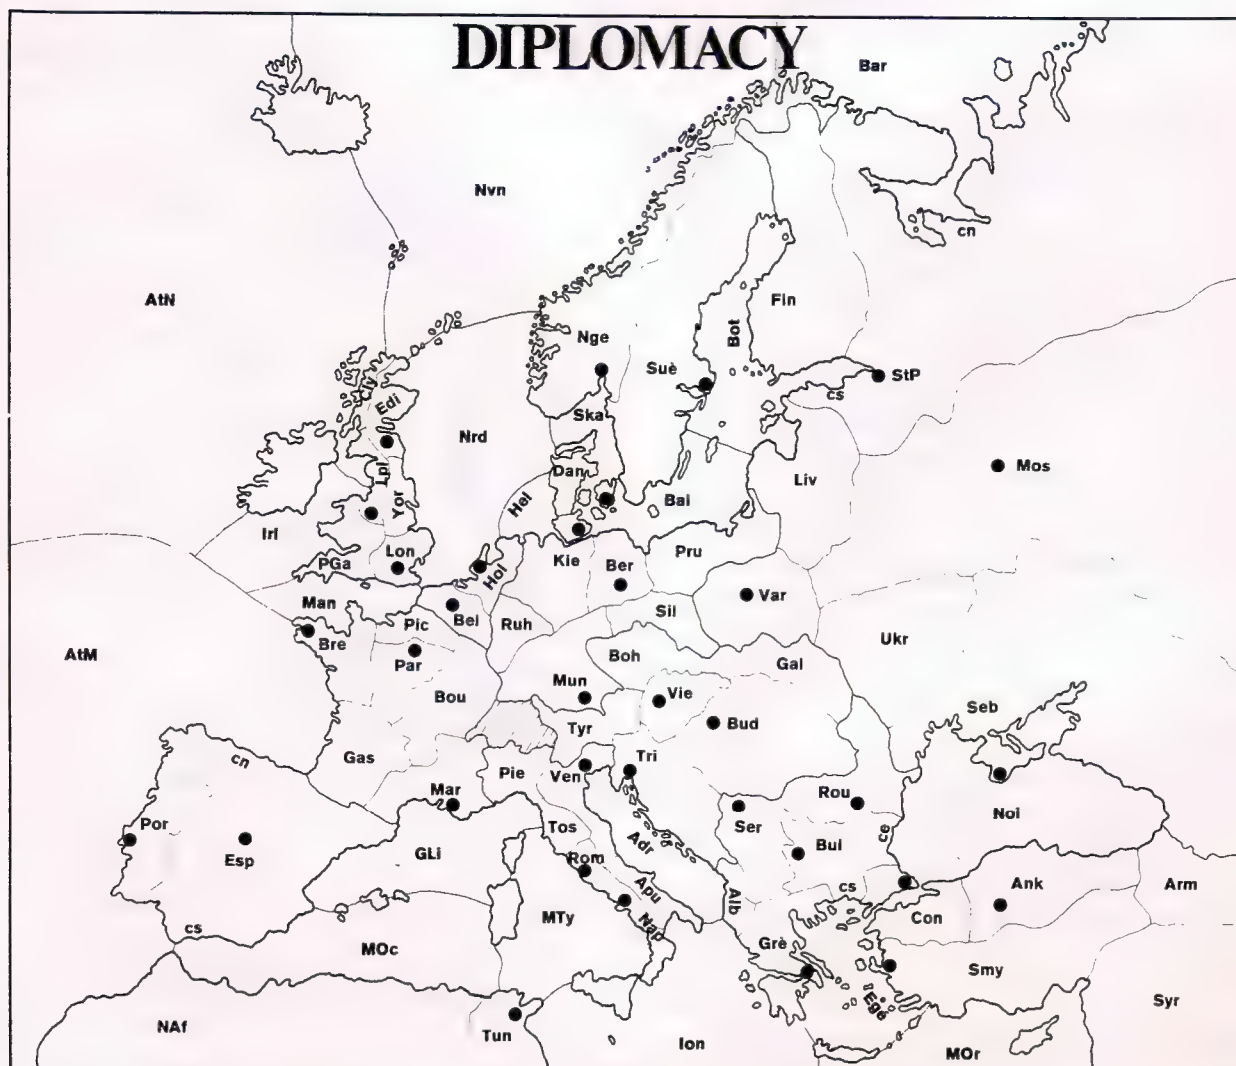 DIPLOMACY
Bar
Nvn
cn
AtN
Fin
Bot
Nge
Suè
StP
cs
Cly
Edi
Ska
Nrd
Mos
Dan
Liv
Lpl
Yor
Hel
Bal
Irl
Lon
PGa
Hol
Kie
Ber
Pru
Var
Man
Bel
Pic
Ruh
Sil
Bre
Ukr
AtM
Par
Boh
Gal
Mun
Vie
Bou
Seb
Tyr
Bud
Gas
cn
Tri
Ven
Pie
Mar
Rou
Noi
Por
Tos
Ser
ce
Adr
Bul
Esp
GLi
Rom
Apu
cs
Ank
Arm
Alb
MTy
Nap
Con
cs
MOc
Grè
Smy
Egé
Syr
NAf
Tun
Ion
MOr